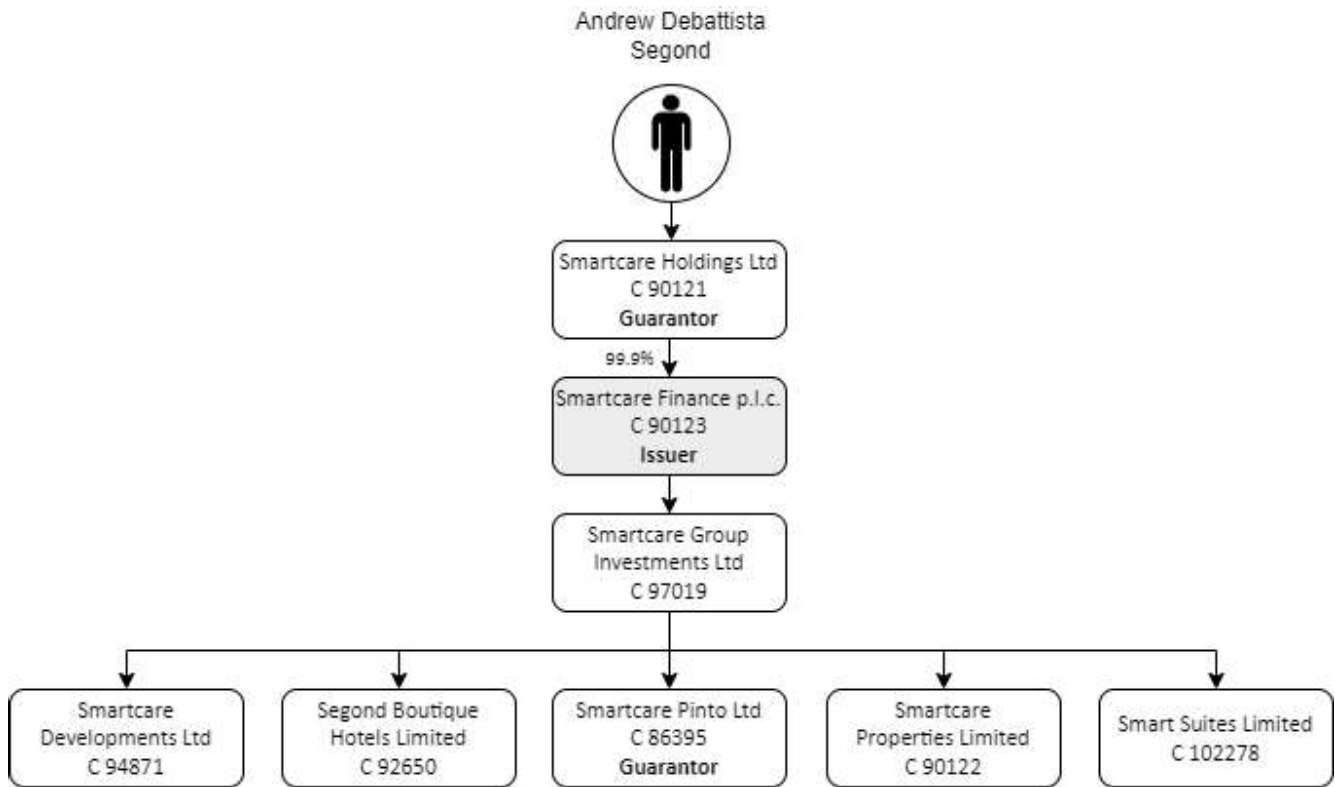 Andrew Debattista
Segond
Smartcare Holdings Ltd
C 90121
Guarantor
99.9%
Smartcare Finance p.l.c.
C 90123
Issuer
Smartcare Group
Investments Ltd
C 97019
Smartcare
Developments Ltd
C 94871
Segond Boutique
Hotels Limited
C 92650
Smartcare Pinto Ltd
C 86395
Guarantor
Smartcare
Properties Limited
C 90122
Smart Suites Limited
C 102278